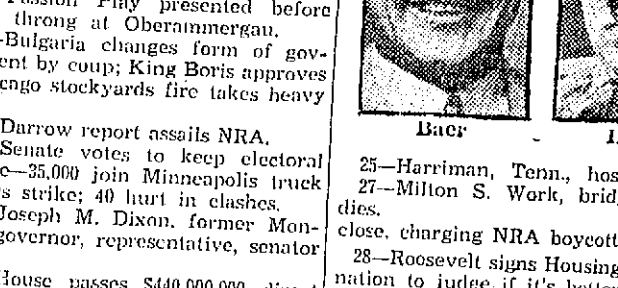 Passion Play presented before
throng at Oberammergau.
-Bulgaria changes form of gov-
ent by coup; King Boris approves
stockyards fire takes heavy
Darrow report assails NRA.
Senate votes to keep electoral
e—35,000 join Minneapolis truck
s strike; 40 hurt in clashes.
Joseph M. Dixon, former Mon-
governor, representative, senator
House passes $440,000,000
Baer
25—Harriman, Tenn., hos
27—Milton S. Work, brid
dies.
close, charging NRA boycott
28—Roosevelt signs Housing
nation to judge if it's